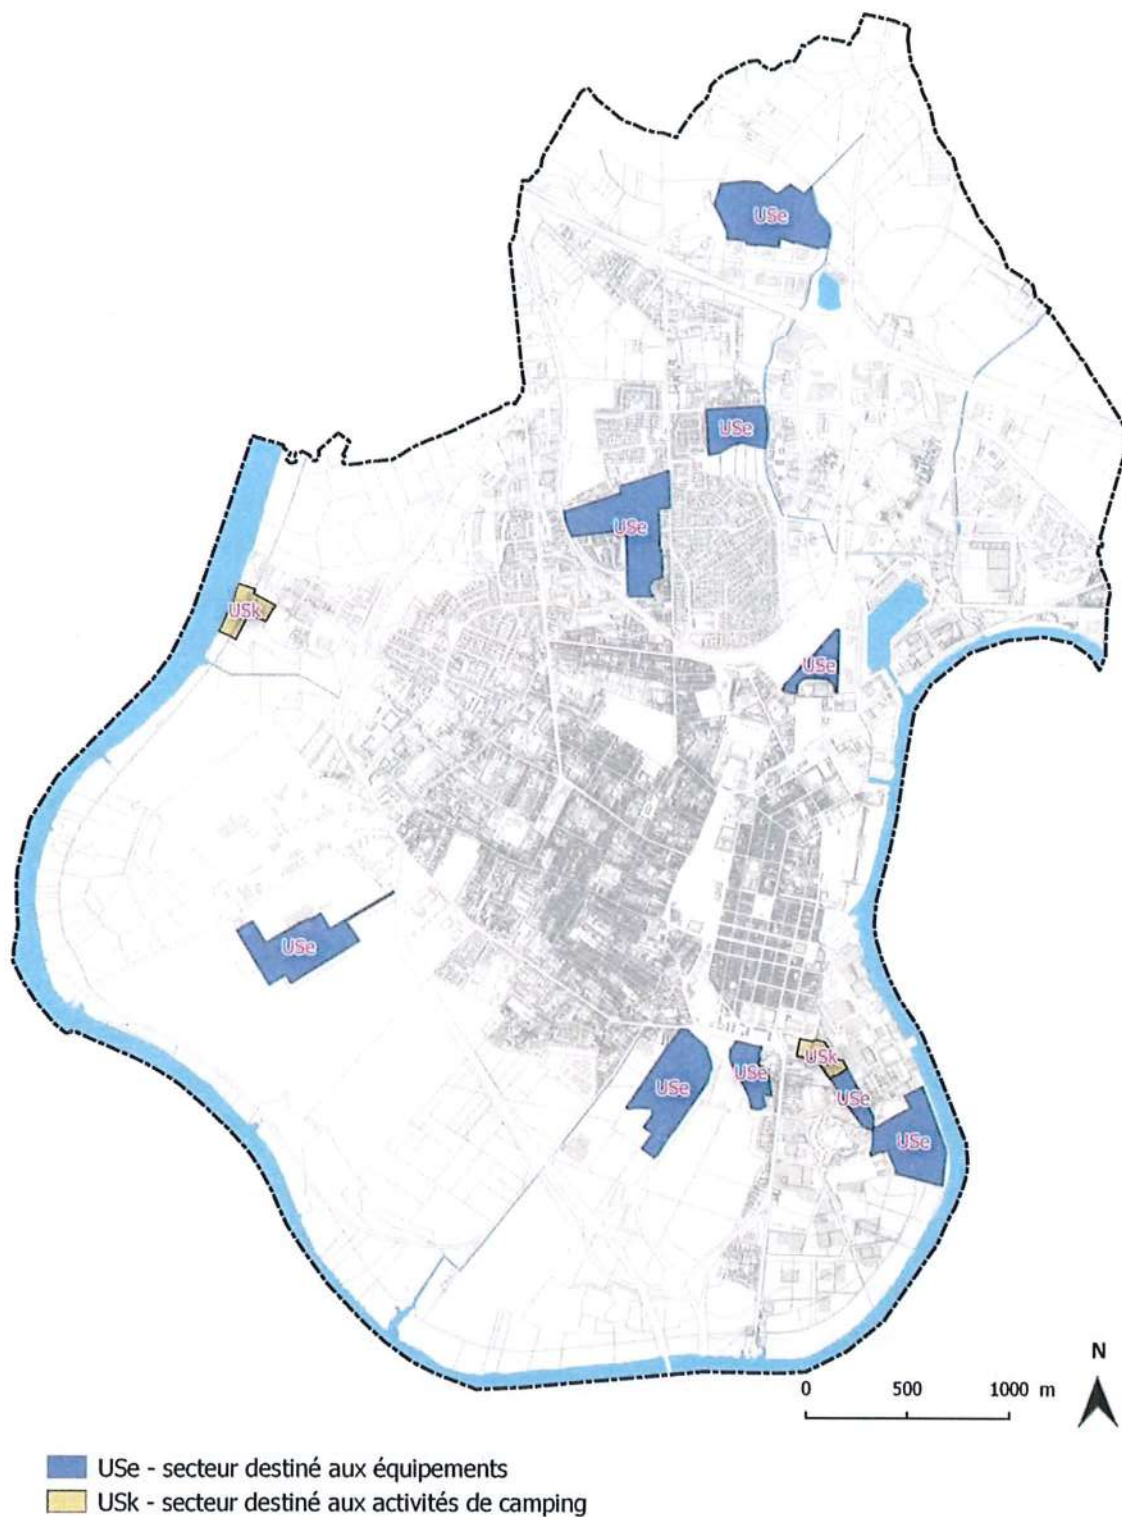 USe
USe
USe
USk
USe
USe
USk
USe
USe
USe
USe
N
0 500 1000 m
USe - secteur destiné aux équipements
USk - secteur destiné aux activités de camping